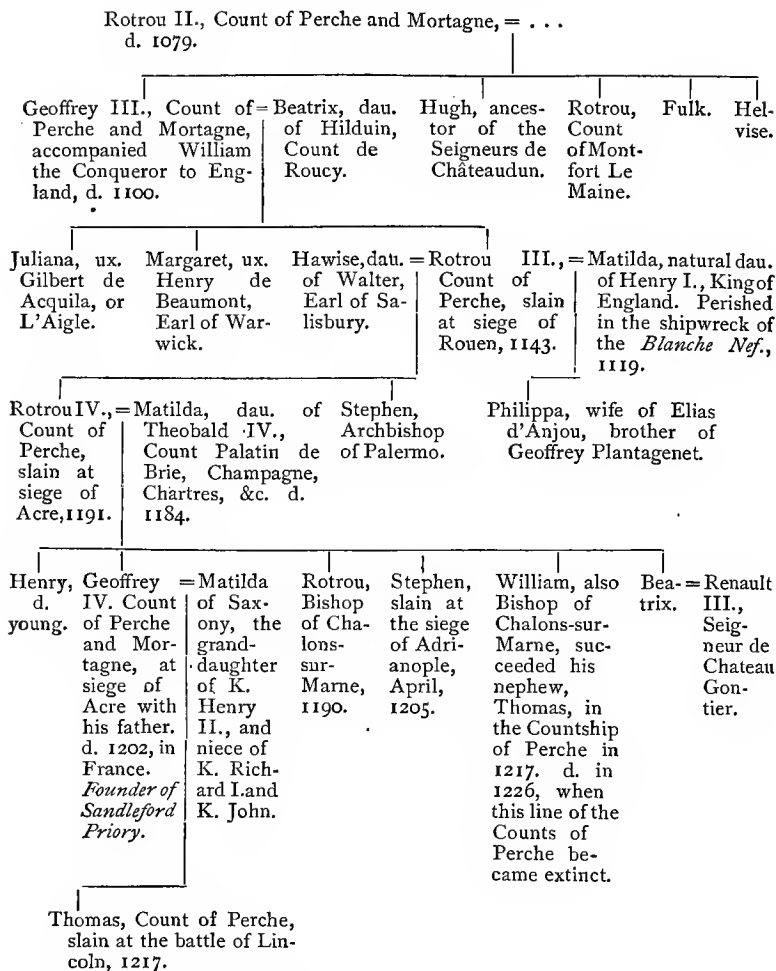 Rotrou II., Count of Perche and Mortagne, = . . .
d. 1079.
Geoffrey III., Count of
Perche and Mortagne,
accompanied William
the Conqueror to Eng-
land, d. 1100.
= Beatrix, dau.
of Hilduin,
Count de
Roucy.
Hugh, ances-
tor of the
Seigneurs de
Châteaudun.
Rotrou,
Count
of Mont-
fort Le
Maine.
Fulk.
Hel-
vise.
Juliana, ux.
Gilbert de
Acquila, or
L'Aigle.
Margaret, ux.
Henry de
Beaumont,
Earl of War-
wick.
Hawise, dau.
of Walter,
Earl of Sa-
lisbury.
= Rotrou III.,
Count of
Perche, slain
at siege of
Rouen, 1143.
= Matilda, natural dau.
of Henry I., King of
England. Perished
in the shipwreck of
the Blanche Nef.,
1119.
Rotrou IV.,
Count of
Perche,
slain at
siege of
Acre, 1191.
= Matilda, dau. of
Theobald IV.,
Count Palatin de
Brie, Champagne,
Chartres, &c. d.
1184.
Stephen,
Archbishop
of Palermo.
Philippa, wife of Elias
d'Anjou, brother of
Geoffrey Plantagenet.
Henry,
d.
young.
Geoffrey
IV. Count
of Perche
and Mor-
tagne, at
siege of
Acre with
his father.
d. 1202, in
France.
Founder of
Sandleford
Priory.
= Matilda
of Sax-
ony, the
grand-
daughter
of K.
Henry
II., and
niece of
K. Rich-
ard I. and
K. John.
Rotrou,
Bishop
of Cha-
lons-
sur-
Marne,
1190.
Stephen,
slain at
the siege
of Adri-
anople,
April,
1205.
William, also
Bishop of
Chalons-sur-
Marne, suc-
ceeded his
nephew,
Thomas, in
the Countship
of Perche in
1217. d. in
1226, when
this line of the
Counts of
Perche be-
came extinct.
Bea-
trix.
= Renault
III.,
Seig-
neur de
Chateau
Gon-
tier.
Thomas, Count of Perche,
slain at the battle of Lin-
coln, 1217.